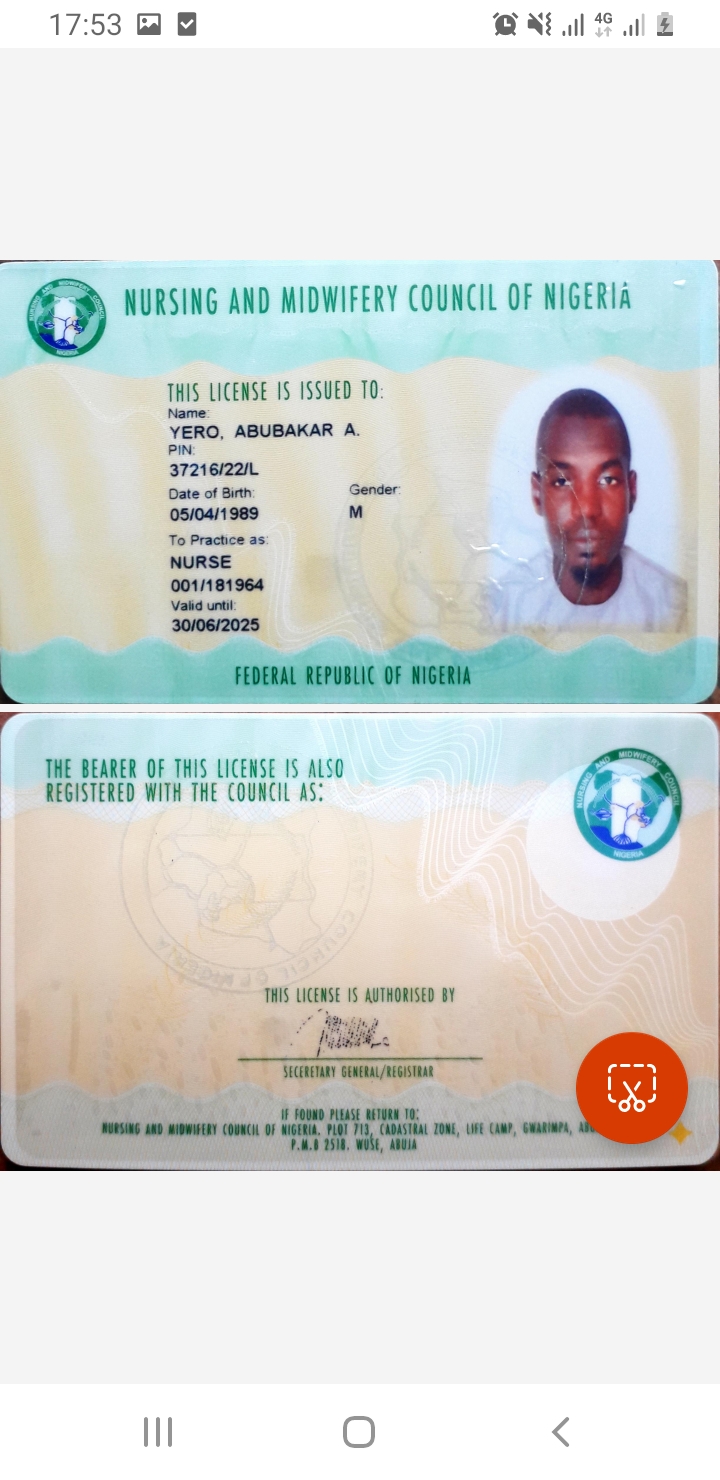 17:53
4G
NURSING AND MIDWIFERY COUNCIL OF NIGERIA
NURSING AND MIDWIFERY COUNCIL
NIGERIA
THIS LICENSE IS ISSUED TO:
Name:
YERO, ABUBAKAR A.
PIN:
37216/22/L
Date of Birth: Gender:
05/04/1989 M
To Practice as:
NURSE
001/181964
Valid until:
30/06/2025
FEDERAL REPUBLIC OF NIGERIA
THE BEARER OF THIS LICENSE IS ALSO
REGISTERED WITH THE COUNCIL AS:
NURSING AND MIDWIFERY COUNCIL
NIGERIA
COUNCIL OF NIGERIA
THIS LICENSE IS AUTHORISED BY
SECERETARY GENERAL/REGISTRAR
IF FOUND PLEASE RETURN TO:
NURSING AND MIDWIFERY COUNCIL OF NIGERIA. PLOT 713, CADASTRAL ZONE, LIFE CAMP, GWARIMPA,
P.M.B 2518. WUSE, ABUJA